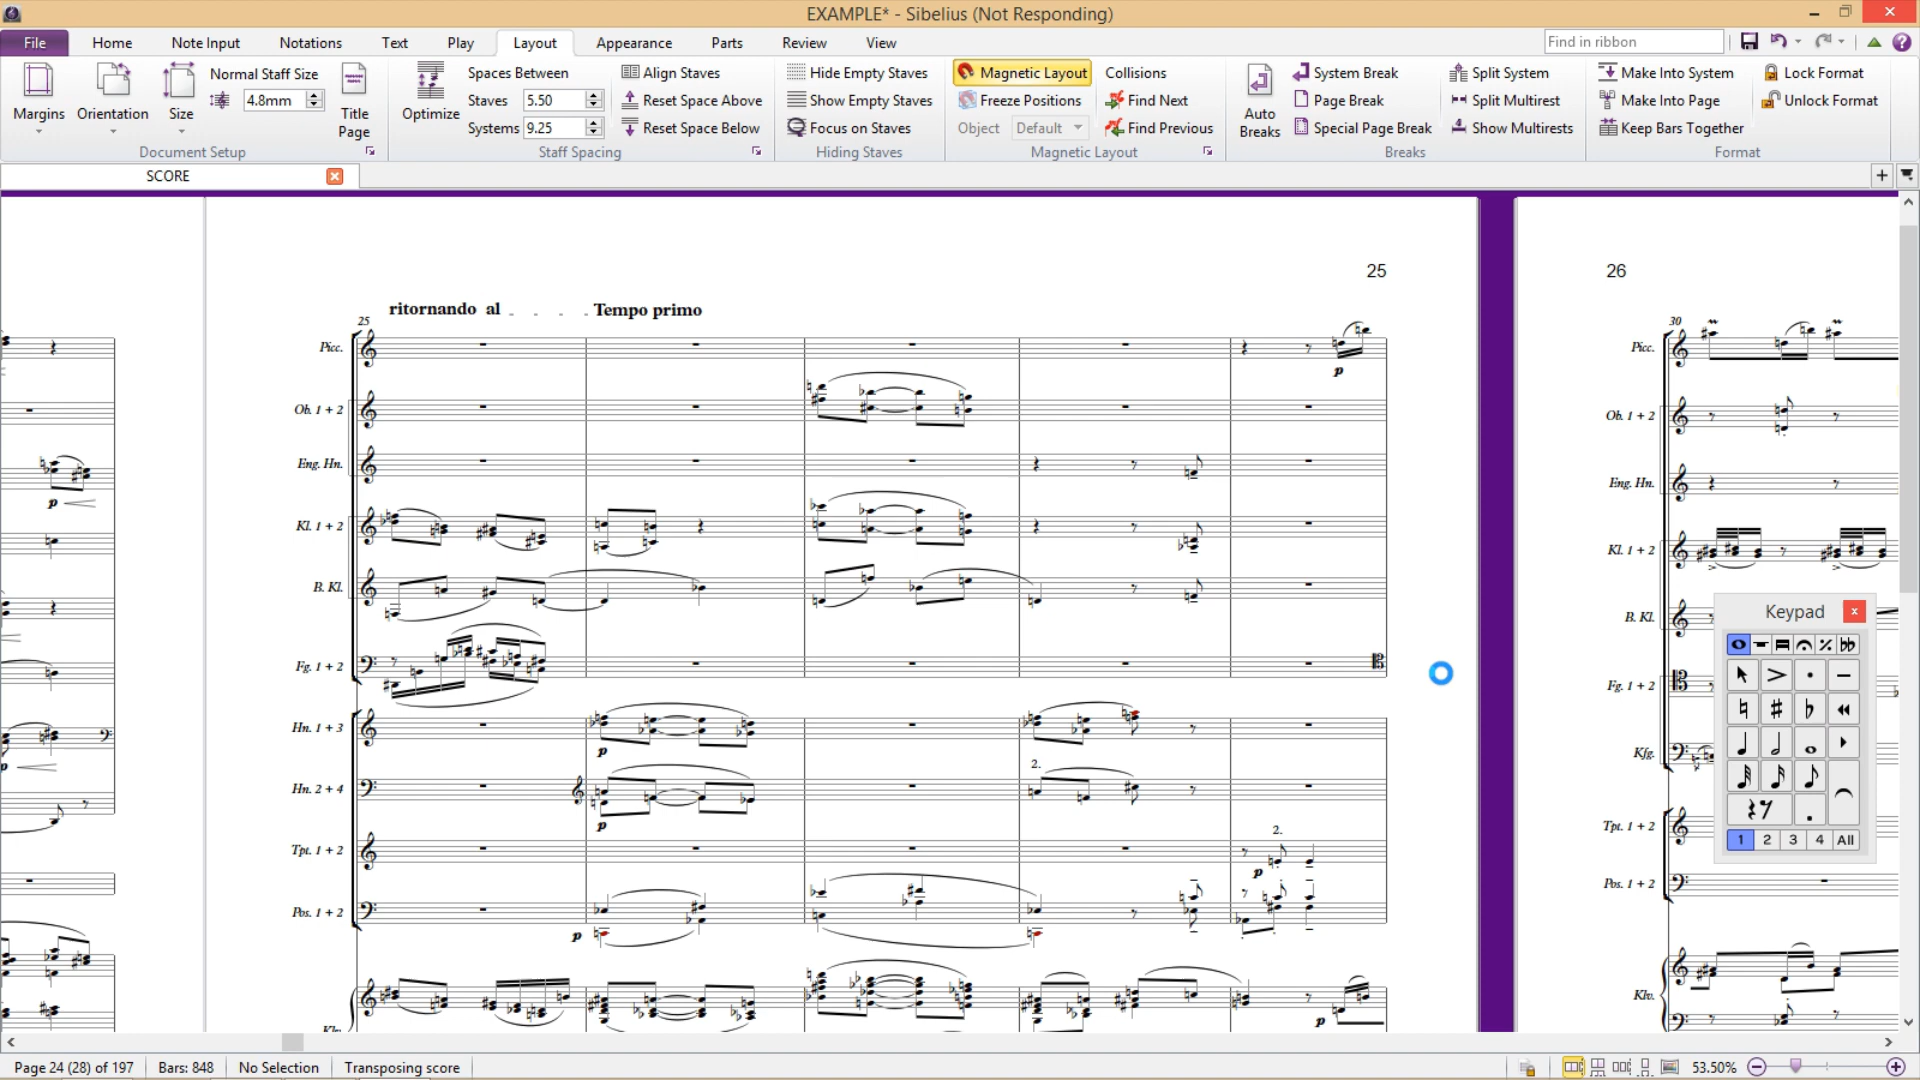 EXAMPLE* - Sibelius (Not Responding)
File Home Note Input Notations Text Play Layout Appearance Parts Review View Find in ribbon
Margins Orientation Size Normal Staff Size 4.8mm Title Page
Document Setup
Optimize Spaces Between Staves 5.50 Systems 9.25
Align Staves
Reset Space Above
Reset Space Below
Staff Spacing
Hide Empty Staves
Show Empty Staves
Focus on Staves
Hiding Staves
Magnetic Layout
Freeze Positions
Object Default
Collisions
Find Next
Find Previous
Magnetic Layout
Auto Breaks
System Break
Page Break
Special Page Break
Split System
Split Multirest
Show Multirests
Breaks
Make Into System
Make Into Page
Keep Bars Together
Lock Format
Unlock Format
Format
SCORE
25
26
ritornando al . . . . Tempo primo
25
30
Picc.
Ob. 1 + 2
Eng. Hn.
Kl. 1 + 2
B. Kl.
Fg. 1 + 2
Hn. 1 + 3
Hn. 2 + 4
Tpt. 1 + 2
Pos. 1 + 2
Klv.
p
p
p
p
2.
2.
p
p
p
p
p
Picc.
Ob. 1 + 2
Eng. Hn.
Kl. 1 + 2
B. Kl.
Fg. 1 + 2
Kfg.
Tpt. 1 + 2
Pos. 1 + 2
Klv.
Keypad
1 2 3 4 All
Page 24 (28) of 197 Bars: 848 No Selection Transposing score 53.50%